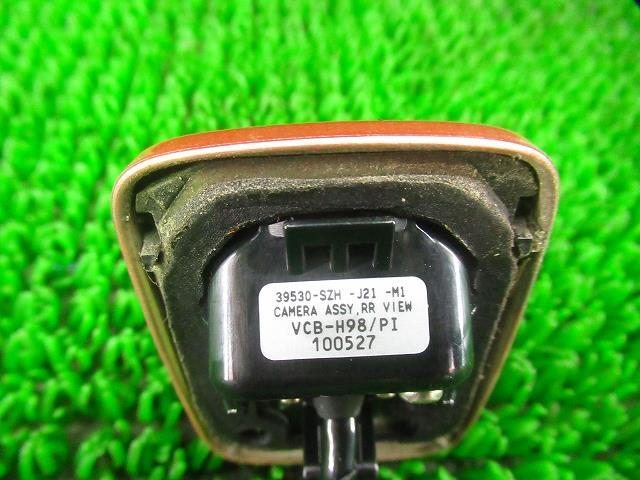 39530-SZH -J21 -M1
CAMERA ASSY,RR VIEW
VCB-H98/PI
100527